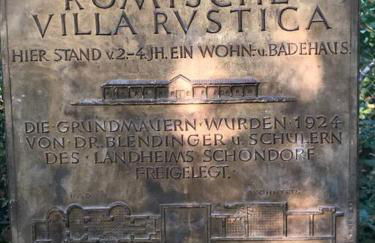 RÖMISCHE
VILLA RVSTICA
HIER STAND v. 2.-4. JH. EIN WOHN- u. BADEHAUS
DIE GRUNDMAUERN WURDEN 1924
VON DR. BLENDINGER u. SCHÜLERN
DES LANDHEIMS SCHONDORF
FREIGELEGT.